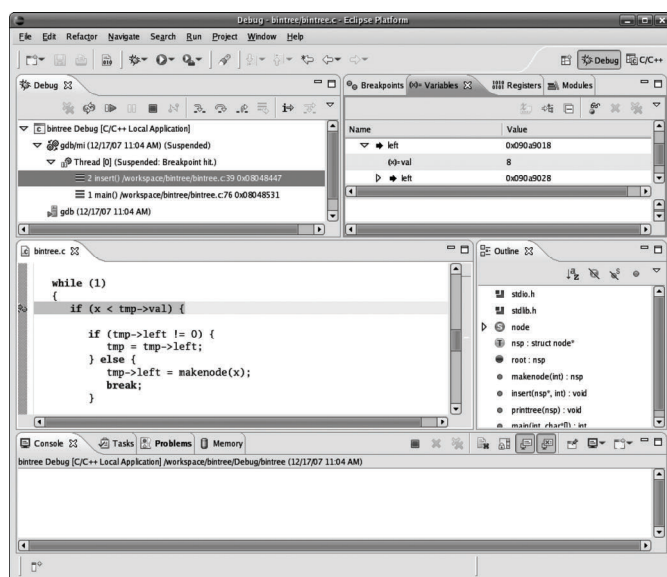 Debug - bintree/bintree.c - Eclipse Platform
File Edit Refactor Navigate Search Run Project Window Help
Debug C/C++
Debug
bintree Debug [C/C++ Local Application]
gdb/mi (12/17/07 11:04 AM) (Suspended)
Thread [0] (Suspended: Breakpoint hit.)
2 insert() /workspace/bintree/bintree.c:39 0x08048447
1 main() /workspace/bintree/bintree.c:76 0x08048531
gdb (12/17/07 11:04 AM)
Breakpoints (x)= Variables Registers Modules
Name Value
left 0x090a9018
(x)=val 8
left 0x090a9028
bintree.c
while (1)
{
if (x < tmp->val) {
if (tmp->left != 0) {
tmp = tmp->left;
} else {
tmp->left = makenode(x);
break;
}
Outline
stdio.h
stdlib.h
node
nsp : struct node*
root : nsp
makenode(int) : nsp
insert(nsp*, int) : void
printtree(nsp) : void
main(int, char*[]) : int
Console Tasks Problems Memory
bintree Debug [C/C++ Local Application] /workspace/bintree/Debug/bintree (12/17/07 11:04 AM)